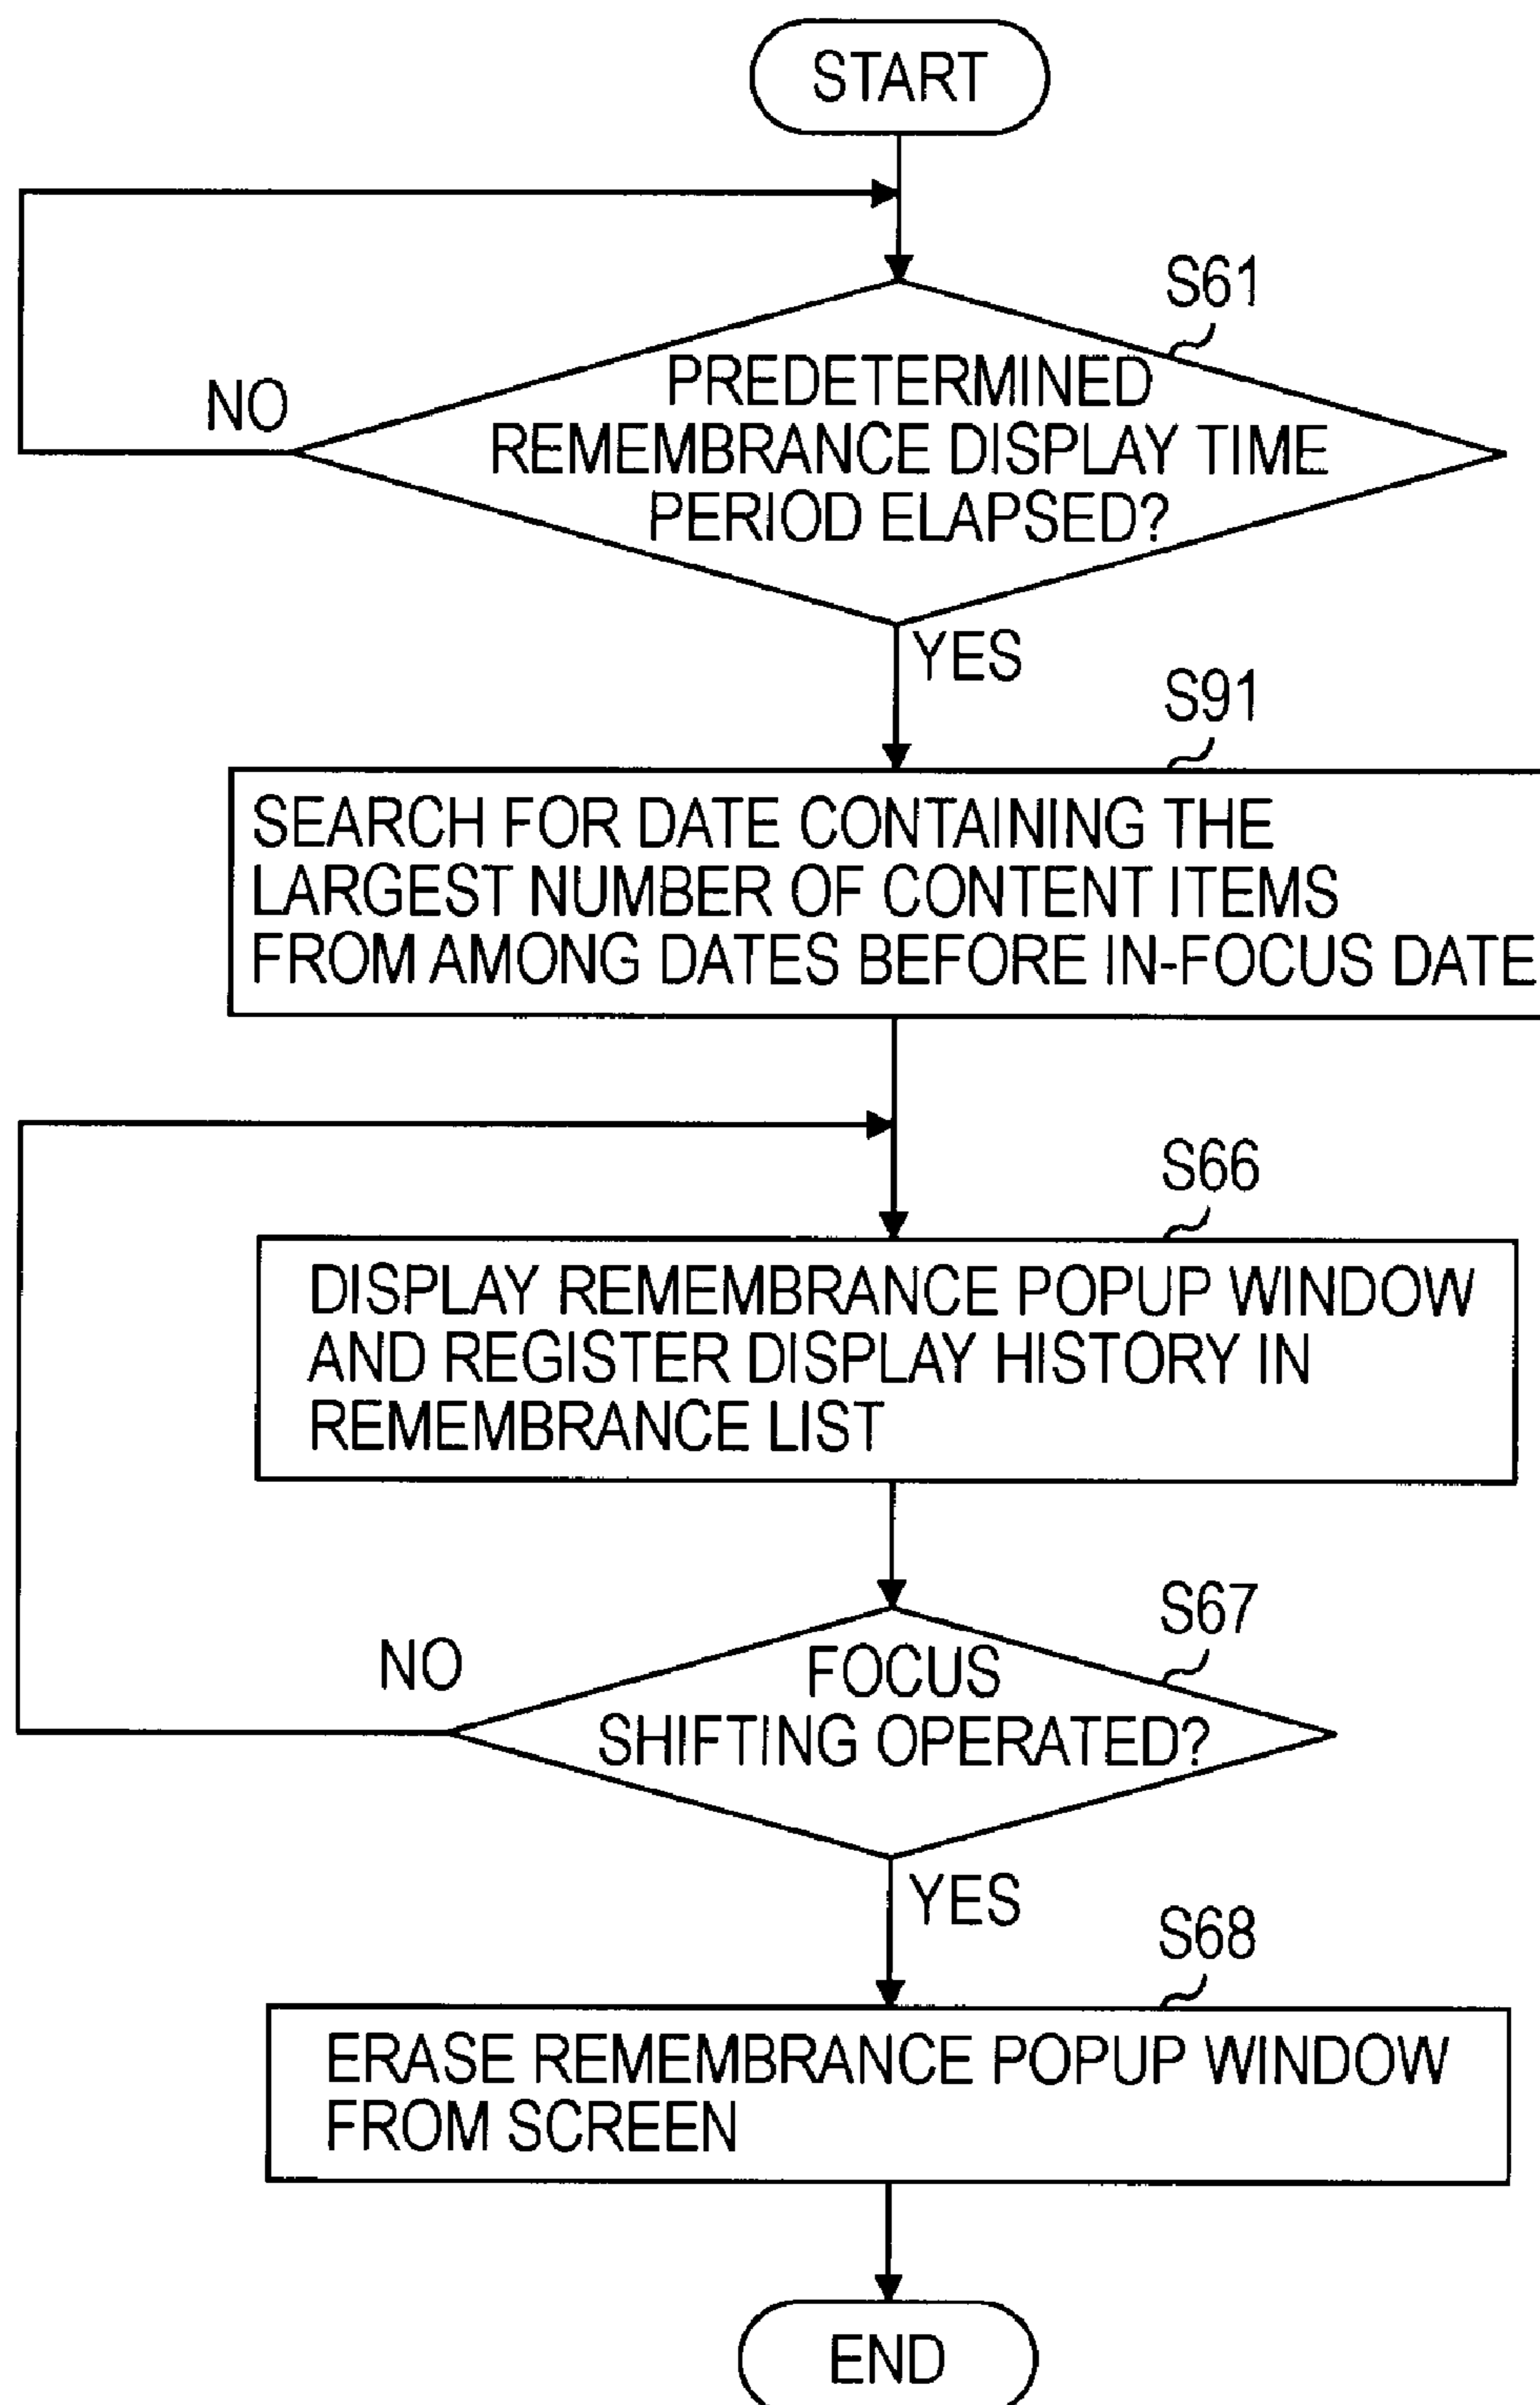 START
S61
PREDETERMINED
REMEMBRANCE DISPLAY TIME
PERIOD ELAPSED?
NO
YES
S91
SEARCH FOR DATE CONTAINING THE
LARGEST NUMBER OF CONTENT ITEMS
FROM AMONG DATES BEFORE IN-FOCUS DATE
S66
DISPLAY REMEMBRANCE POPUP WINDOW
AND REGISTER DISPLAY HISTORY IN
REMEMBRANCE LIST
S67
FOCUS
SHIFTING OPERATED?
NO
YES
S68
ERASE REMEMBRANCE POPUP WINDOW
FROM SCREEN
END